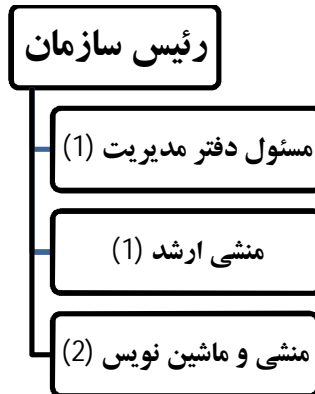 رئیس سازمان
مسئول دفتر مدیریت (1)
منشی ارشد (1)
منشی و ماشین نویس (2)